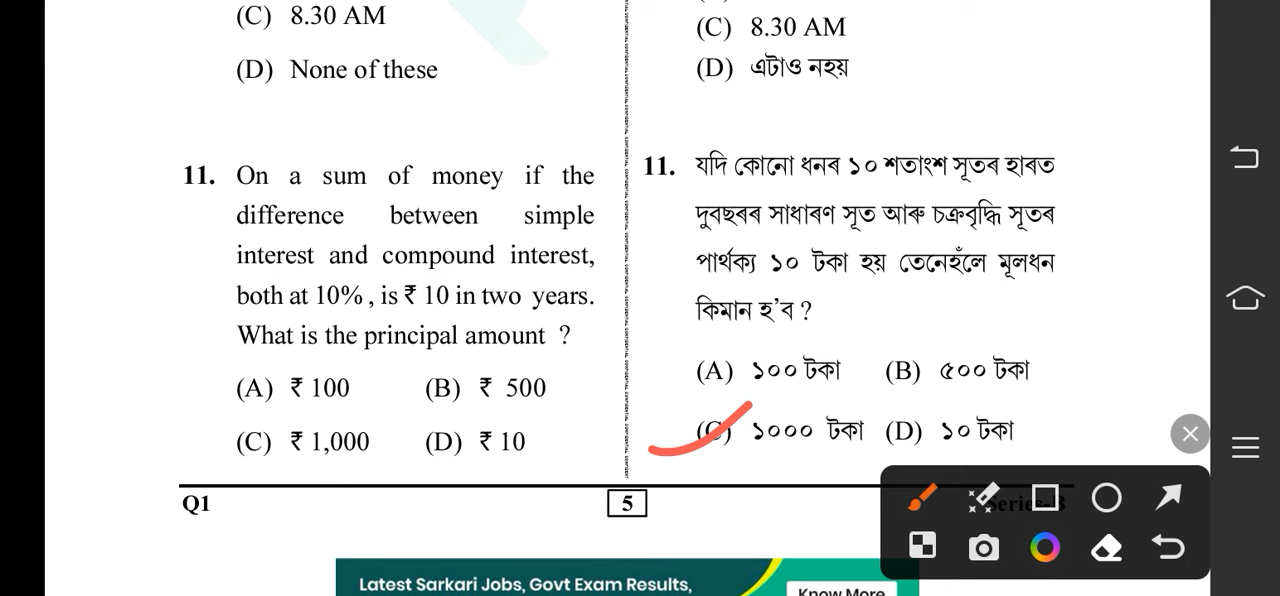 (C) 8.30 AM
(D) None of these
11. On a sum of money if the
difference between simple
interest and compound interest,
both at 10% , is ₹ 10 in two years.
What is the principal amount ?
(A) ₹ 100 (B) ₹ 500
(C) ₹ 1,000 (D) ₹ 10
(C) 8.30 AM
(D) এটাও নহয়
11. যদি কোনো ধনৰ ১০ শতাংশ সূতৰ হাৰত
দুবছৰৰ সাধাৰণ সূত আৰু চক্ৰবৃদ্ধি সূতৰ
পাৰ্থক্য ১০ টকা হয় তেনেহঁলে মূলধন
কিমান হ’ব ?
(A) ১০০ টকা (B) ৫০০ টকা
(C) ১০০০ টকা (D) ১০ টকা
Q1 5 Series-B
Latest Sarkari Jobs, Govt Exam Results,
Know More